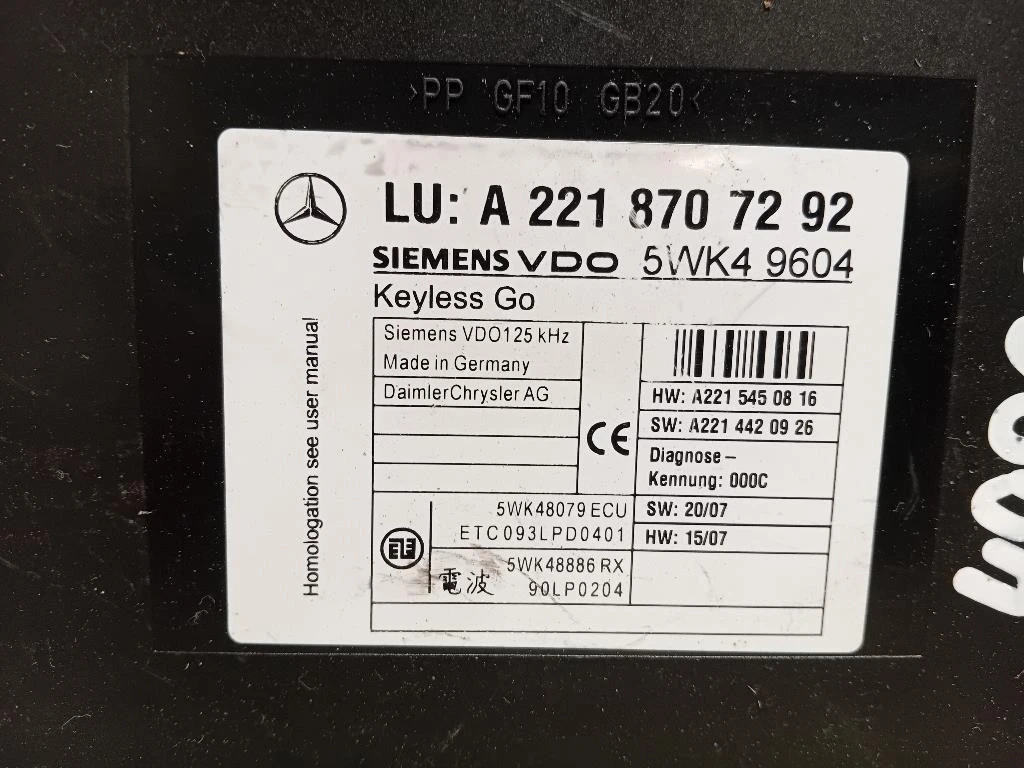 >PP GF10 GB20<
LU: A 221 870 72 92
SIEMENS VDO 5WK4 9604
Keyless Go
Homologation see user manual
Siemens VDO125 kHz
Made in Germany
DaimlerChrysler AG
CE
HW: A221 545 08 16
SW: A221 442 09 26
Diagnose –
Kennung: 000C
SW: 20/07
HW: 15/07
5WK48079 ECU
ETC093LPD0401
5WK48886 RX
電波 90LP0204